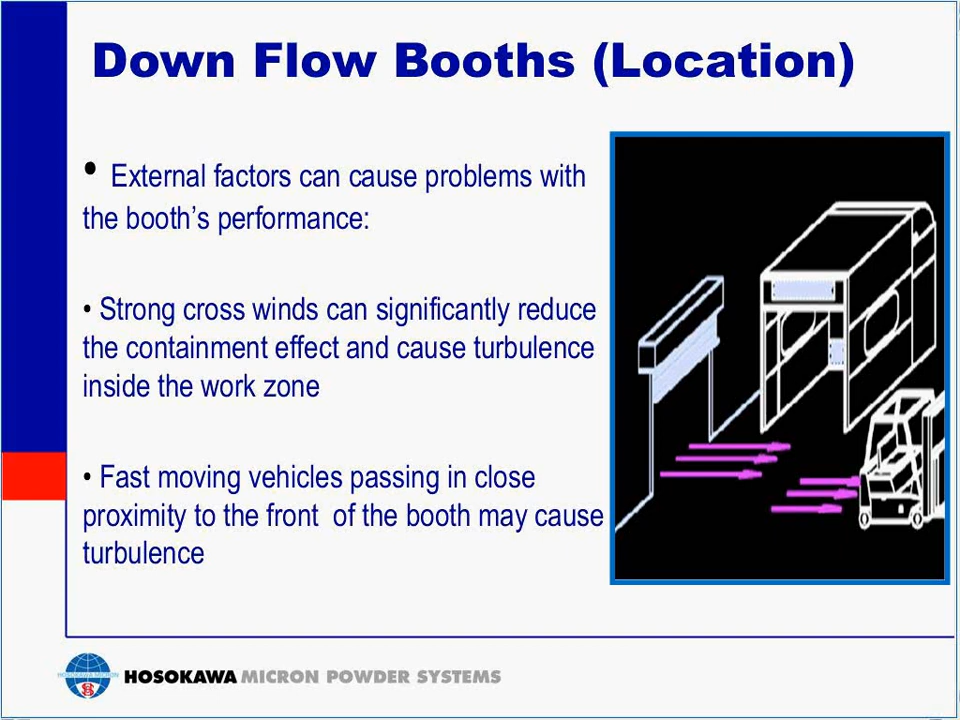 Down Flow Booths (Location)
• External factors can cause problems with
the booth’s performance:
• Strong cross winds can significantly reduce
the containment effect and cause turbulence
inside the work zone
• Fast moving vehicles passing in close
proximity to the front of the booth may cause
turbulence
HOSOKAWA MICRON POWDER SYSTEMS